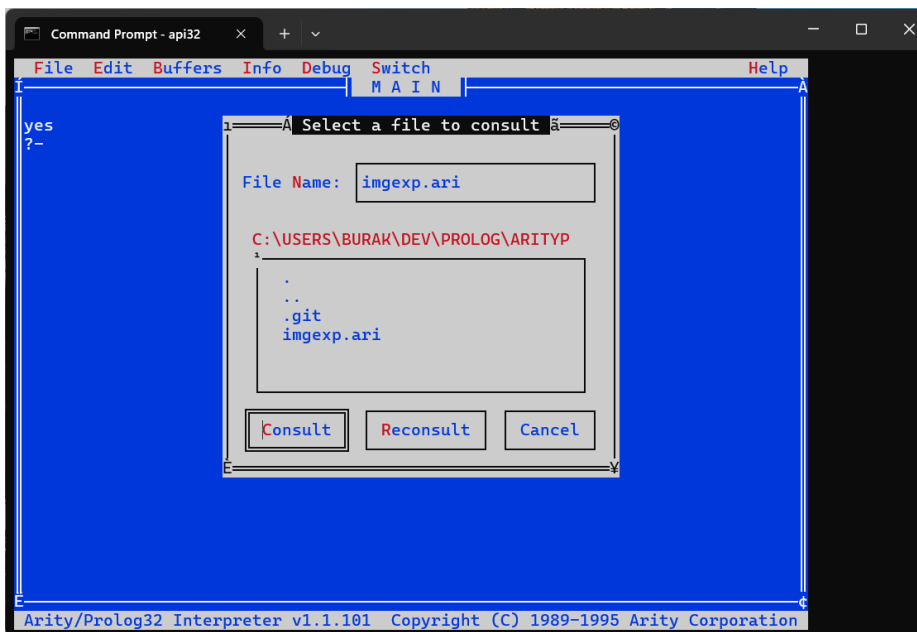 Command Prompt - api32
File Edit Buffers Info Debug Switch Help
M A I N
yes
?-
Select a file to consult
File Name: imgexp.ari
C:\USERS\BURAK\DEV\PROLOG\ARITYP
.
..
.git
imgexp.ari
Consult Reconsult Cancel
Arity/Prolog32 Interpreter v1.1.101 Copyright (C) 1989-1995 Arity Corporation